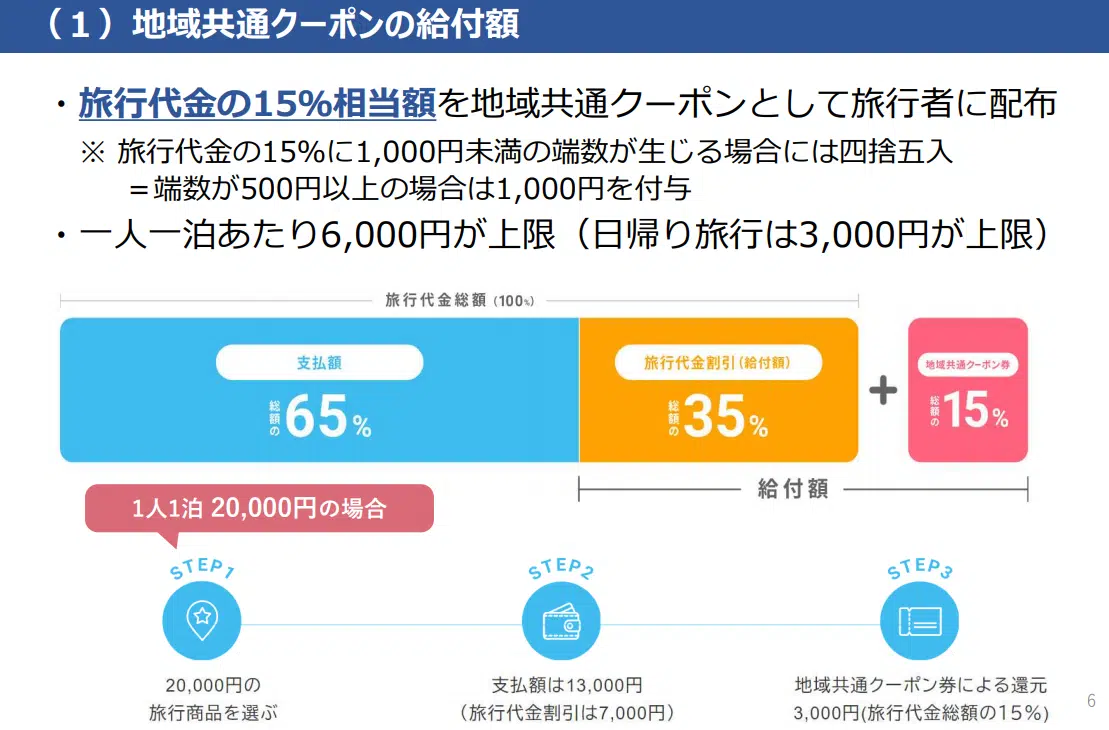 （１）地域共通クーポンの給付額
・旅行代金の15%相当額を地域共通クーポンとして旅行者に配布
※ 旅行代金の15%に1,000円未満の端数が生じる場合には四捨五入
＝端数が500円以上の場合は1,000円を付与
・一人一泊あたり6,000円が上限（日帰り旅行は3,000円が上限）
旅行代金総額 (100%)
支払額
総額の65%
旅行代金割引(給付額)
総額の35%
+
地域共通クーポン券
総額の15%
給付額
1人1泊 20,000円の場合
STEP1
20,000円の
旅行商品を選ぶ
STEP2
支払額は13,000円
（旅行代金割引は7,000円）
STEP3
地域共通クーポン券による還元
3,000円(旅行代金総額の15%)
6